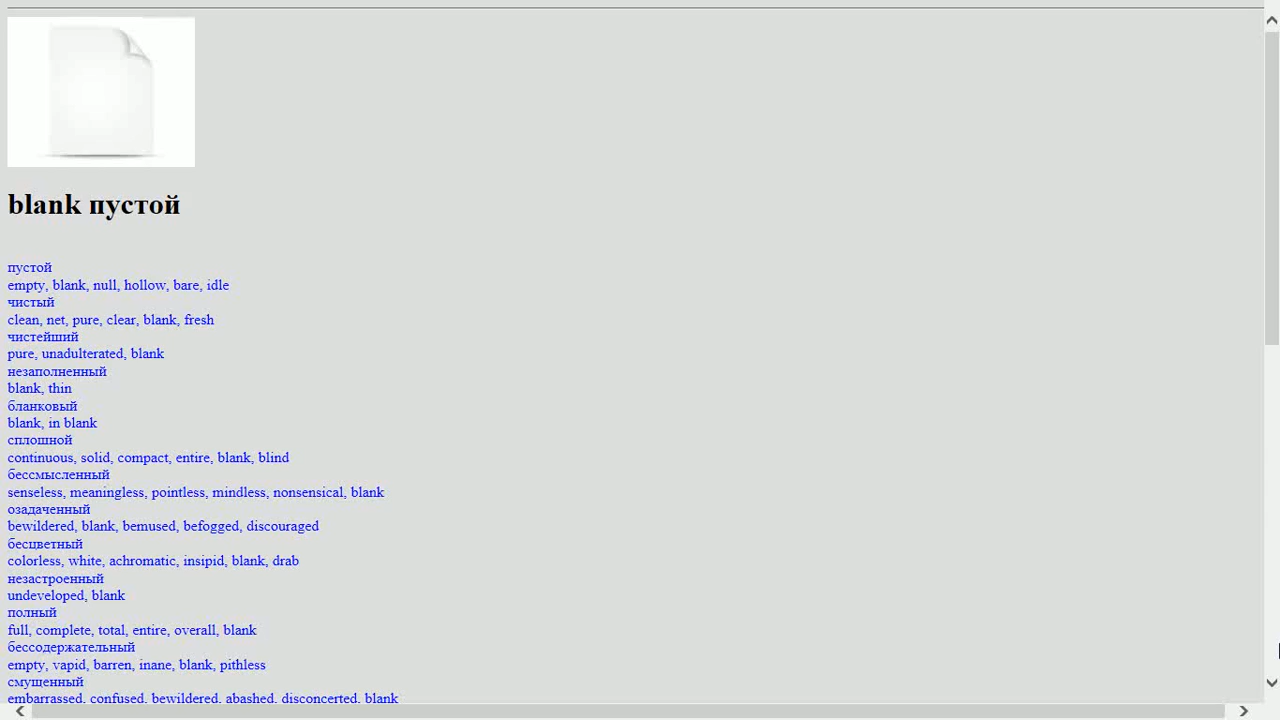 blank пустой
пустой
empty, blank, null, hollow, bare, idle
чистый
clean, net, pure, clear, blank, fresh
чистейший
pure, unadulterated, blank
незаполненный
blank, thin
бланковый
blank, in blank
сплошной
continuous, solid, compact, entire, blank, blind
бессмысленный
senseless, meaningless, pointless, mindless, nonsensical, blank
озадаченный
bewildered, blank, bemused, befogged, discouraged
бесцветный
colorless, white, achromatic, insipid, blank, drab
незастроенный
undeveloped, blank
полный
full, complete, total, entire, overall, blank
бессодержательный
empty, vapid, barren, inane, blank, pithless
смущенный
embarrassed, confused, bewildered, abashed, disconcerted, blank